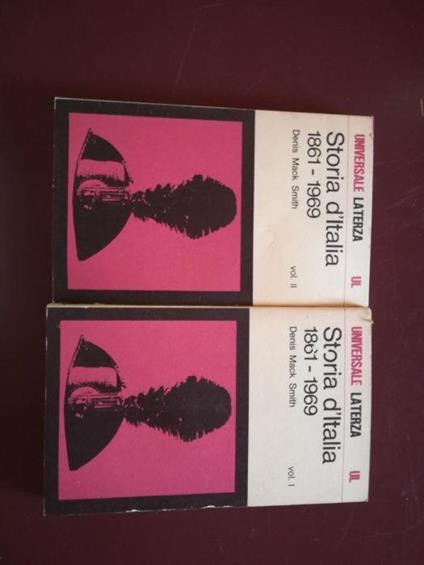 UNIVERSALE LATERZA UL
Storia d'Italia
1861-1969
Denis Mack Smith vol. II
UNIVERSALE LATERZA UL
Storia d'Italia
1861-1969
Denis Mack Smith vol. I